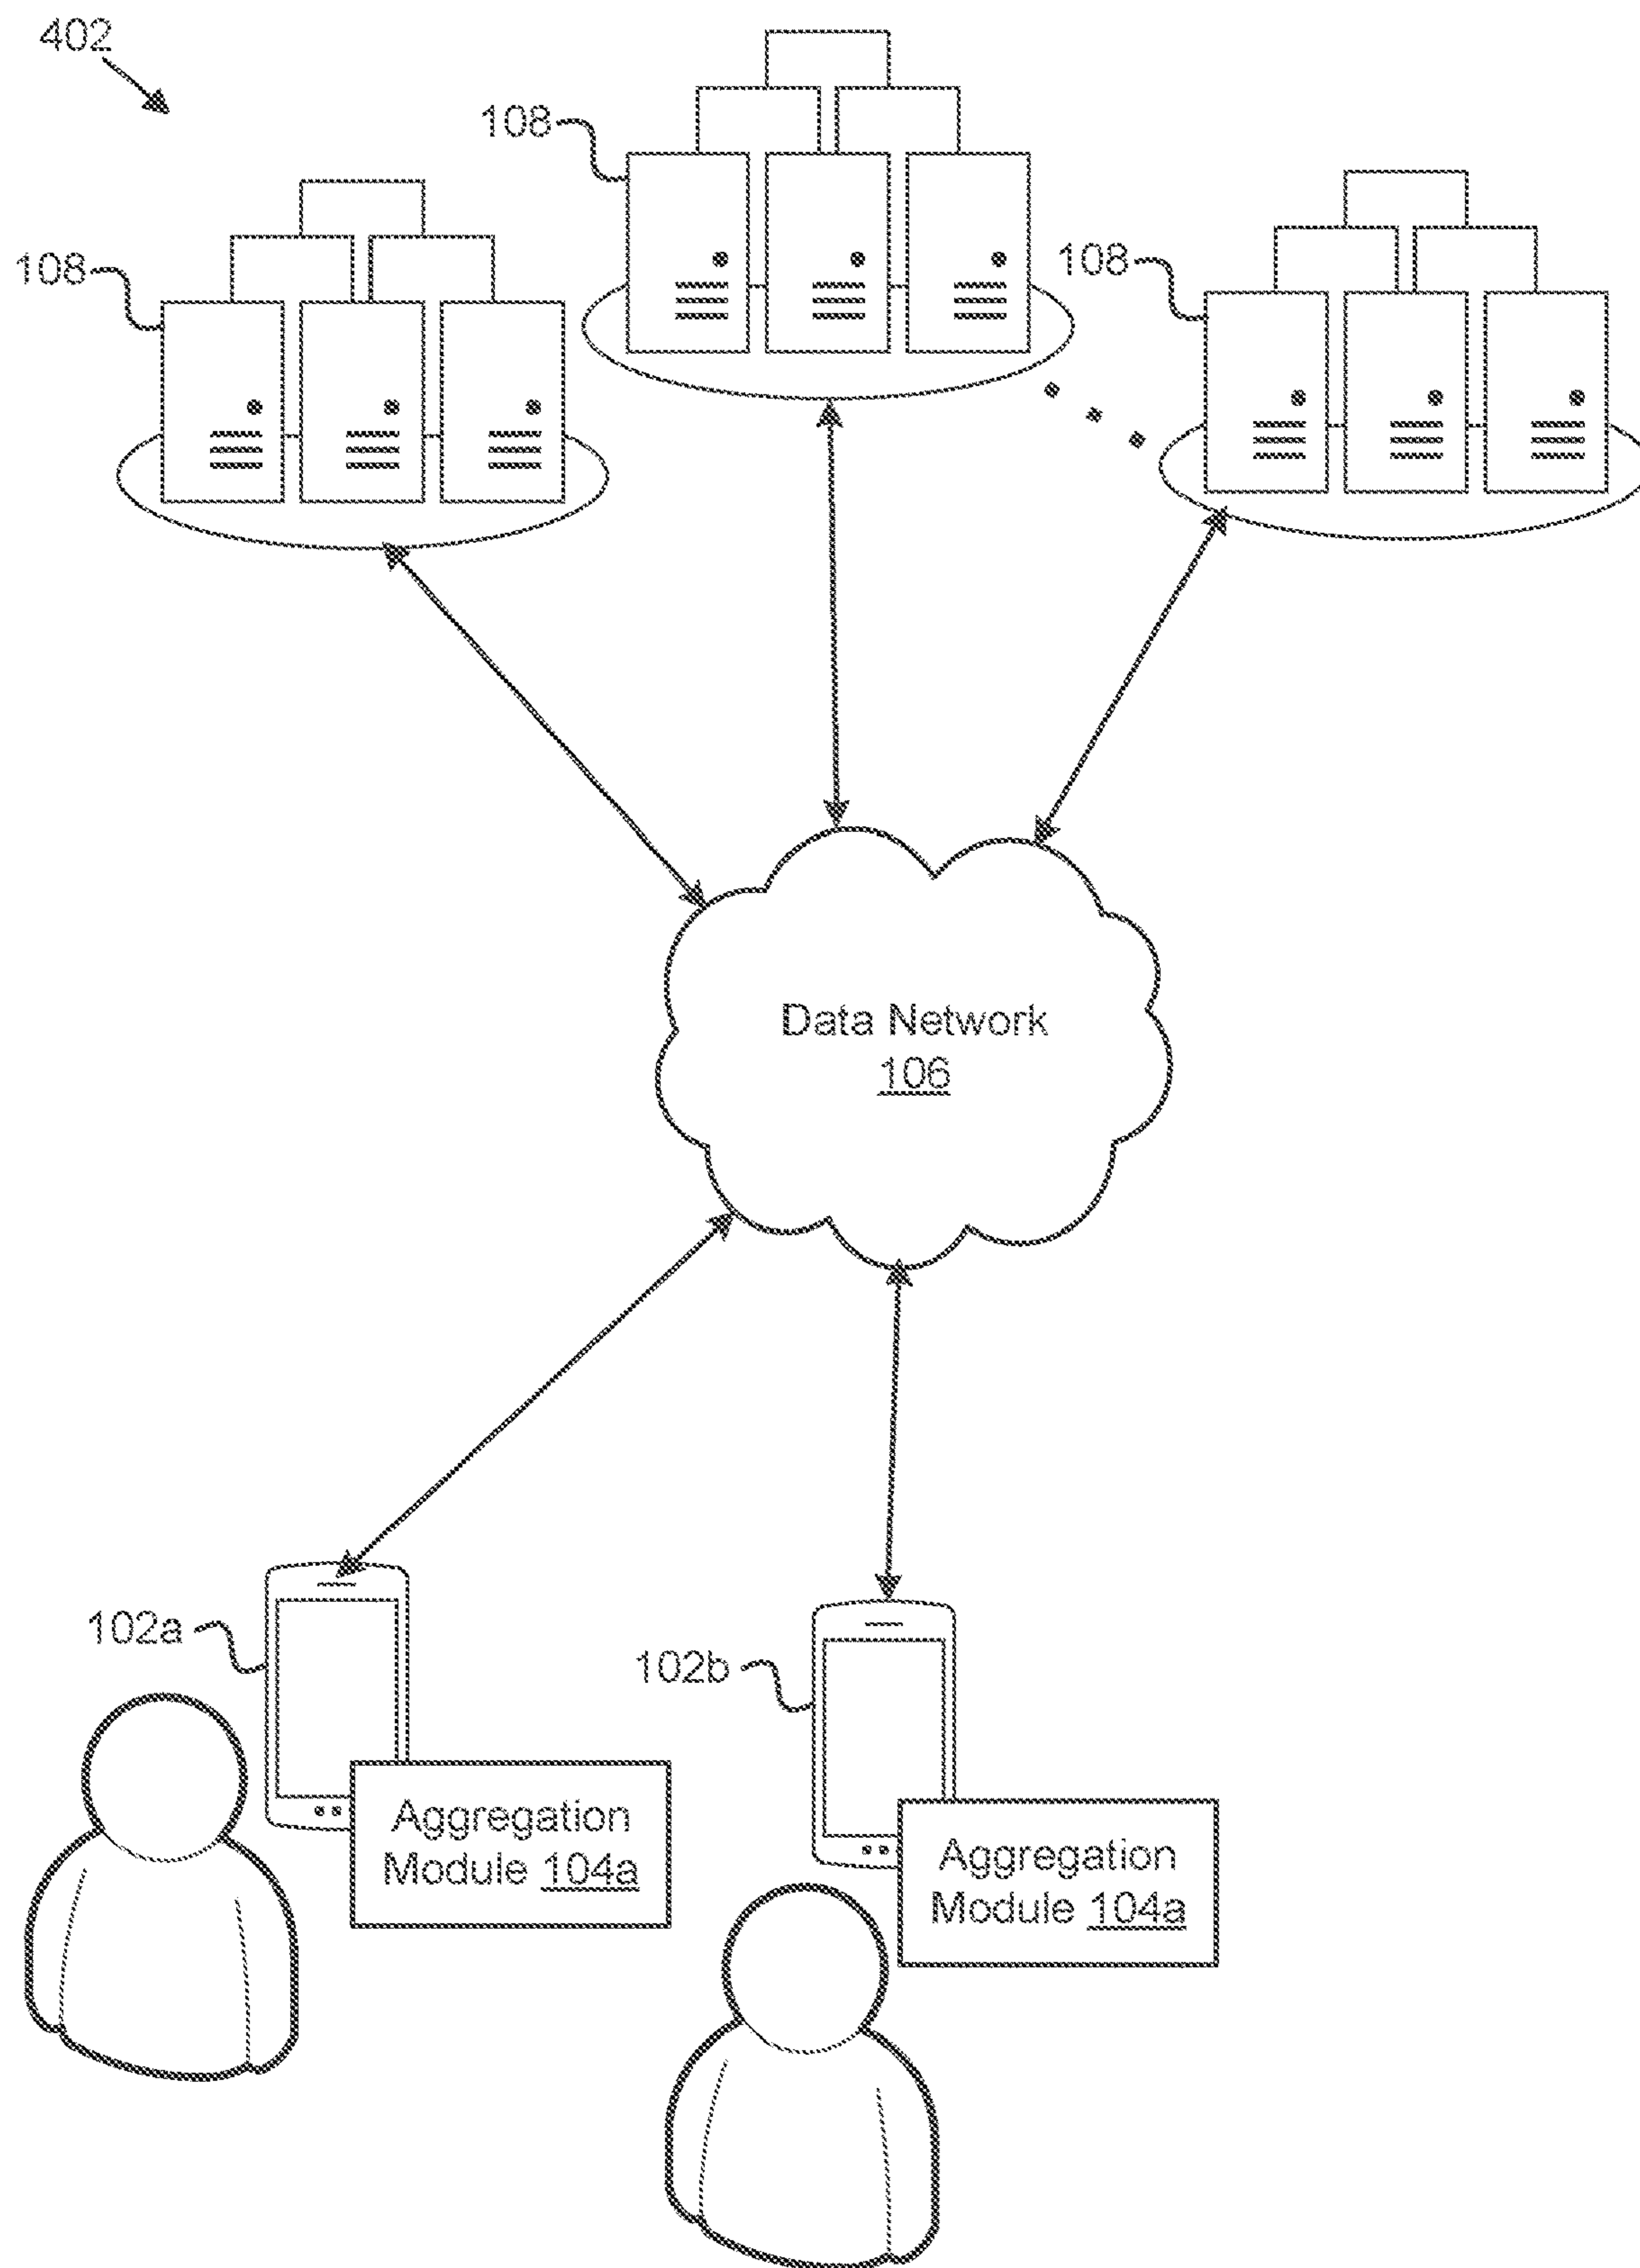 402
108
108
108
Data Network
106
102a
102b
Aggregation
Module 104a
Aggregation
Module 104a